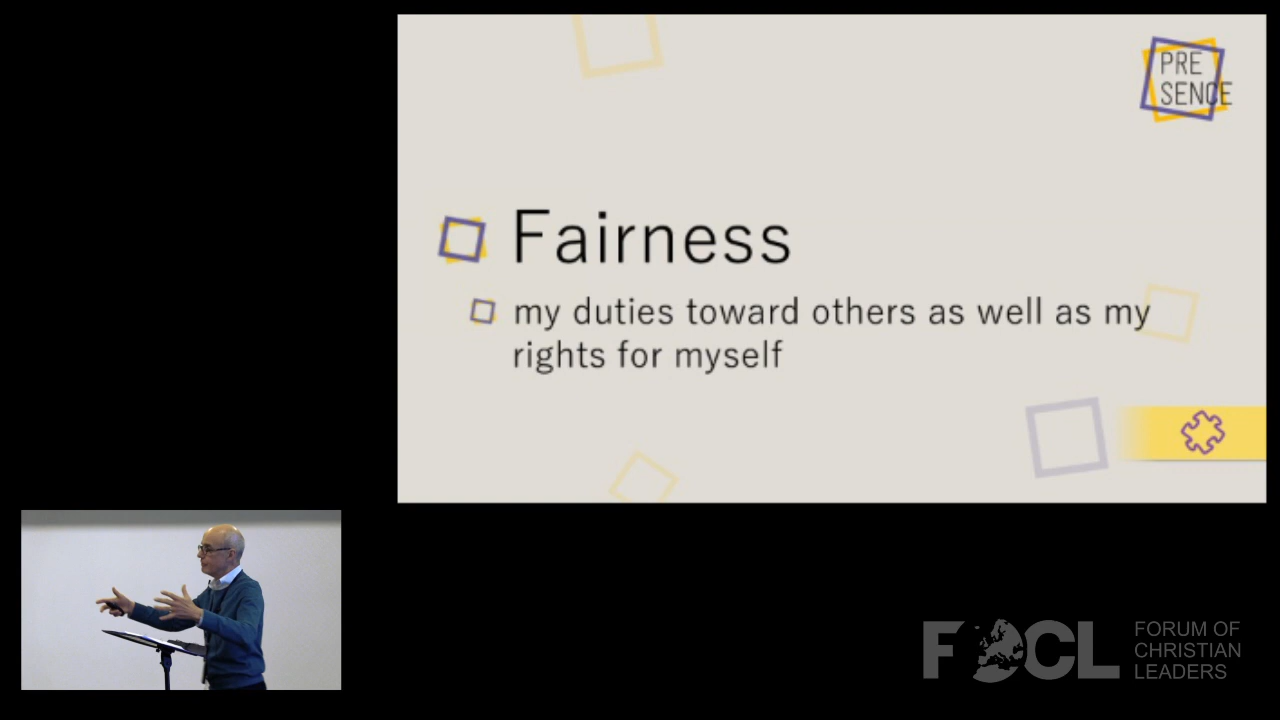 PRE
SENCE
Fairness
my duties toward others as well as my
rights for myself
FOCL
FORUM OF
CHRISTIAN
LEADERS